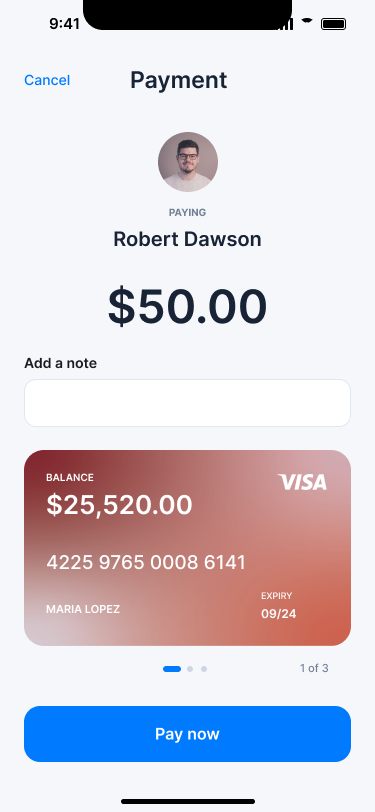 9:41
Cancel
Payment
PAYING
Robert Dawson
$50.00
Add a note
BALANCE
VISA
$25,520.00
4225 9765 0008 6141
MARIA LOPEZ
EXPIRY
09/24
1 of 3
Pay now